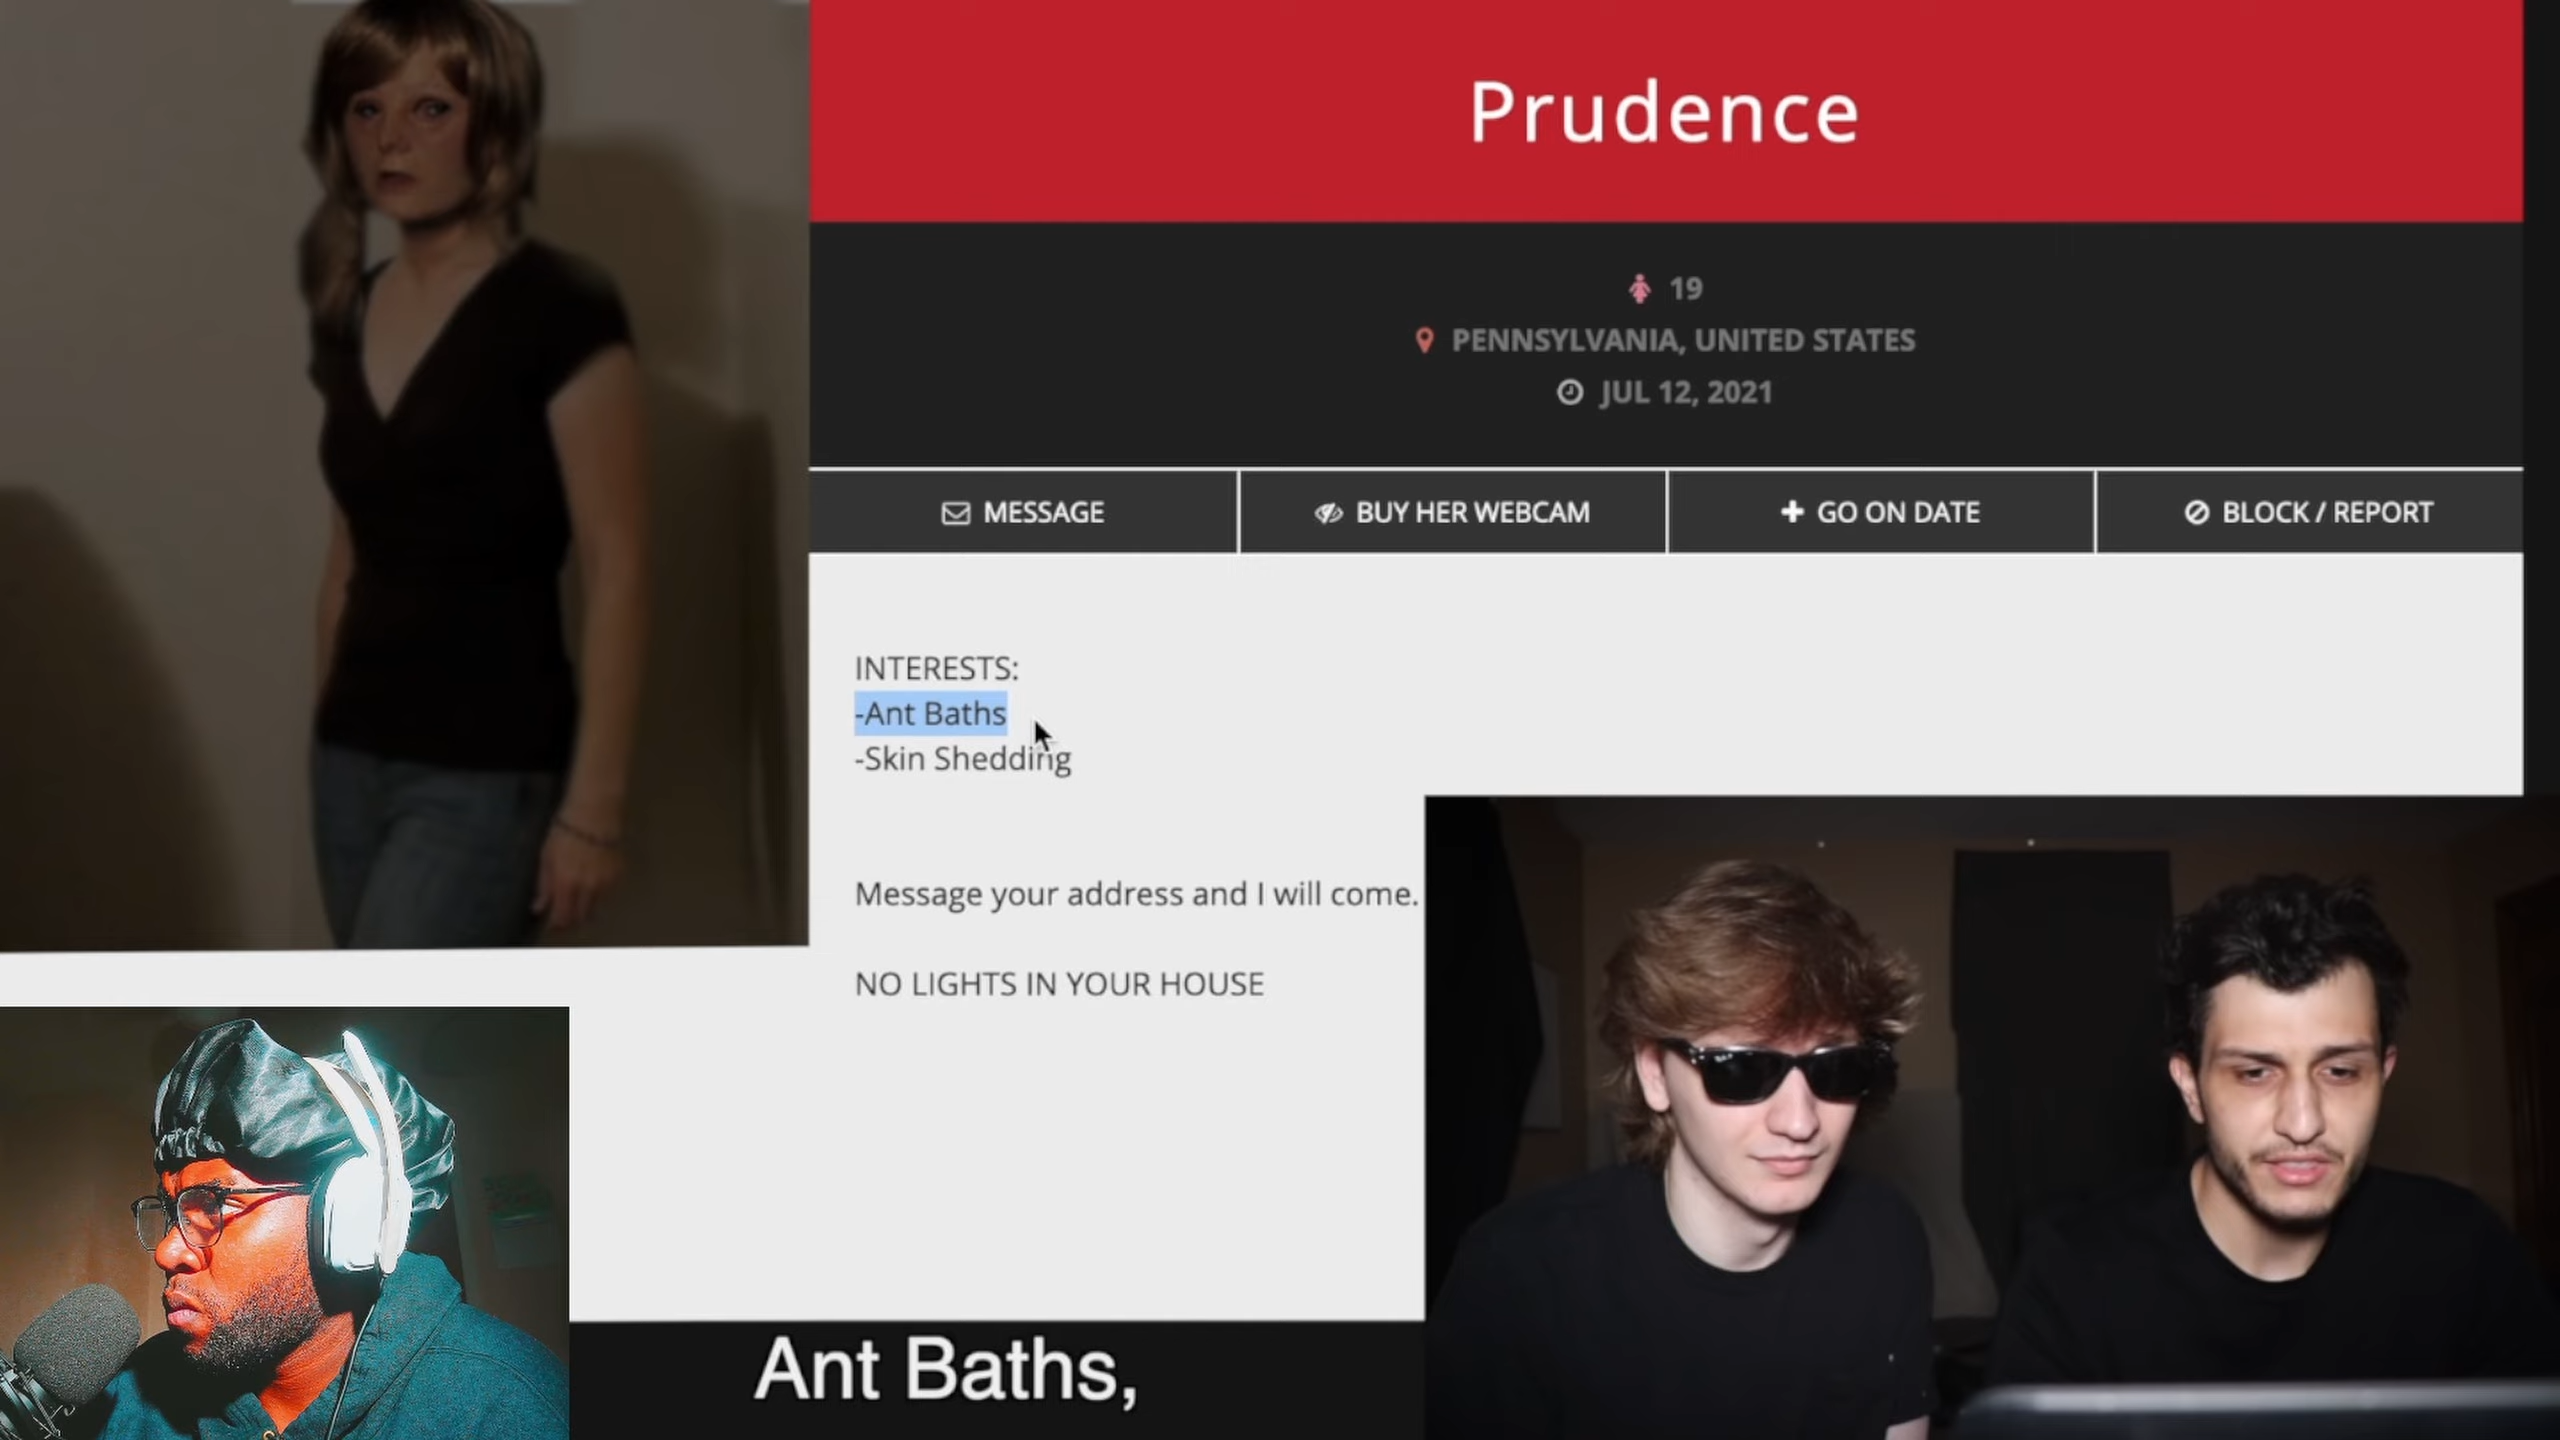 Prudence
19
PENNSYLVANIA, UNITED STATES
JUL 12, 2021
MESSAGE
BUY HER WEBCAM
GO ON DATE
BLOCK / REPORT
INTERESTS:
-Ant Baths
-Skin Shedding
Message your address and I will come.
NO LIGHTS IN YOUR HOUSE
Ant Baths,